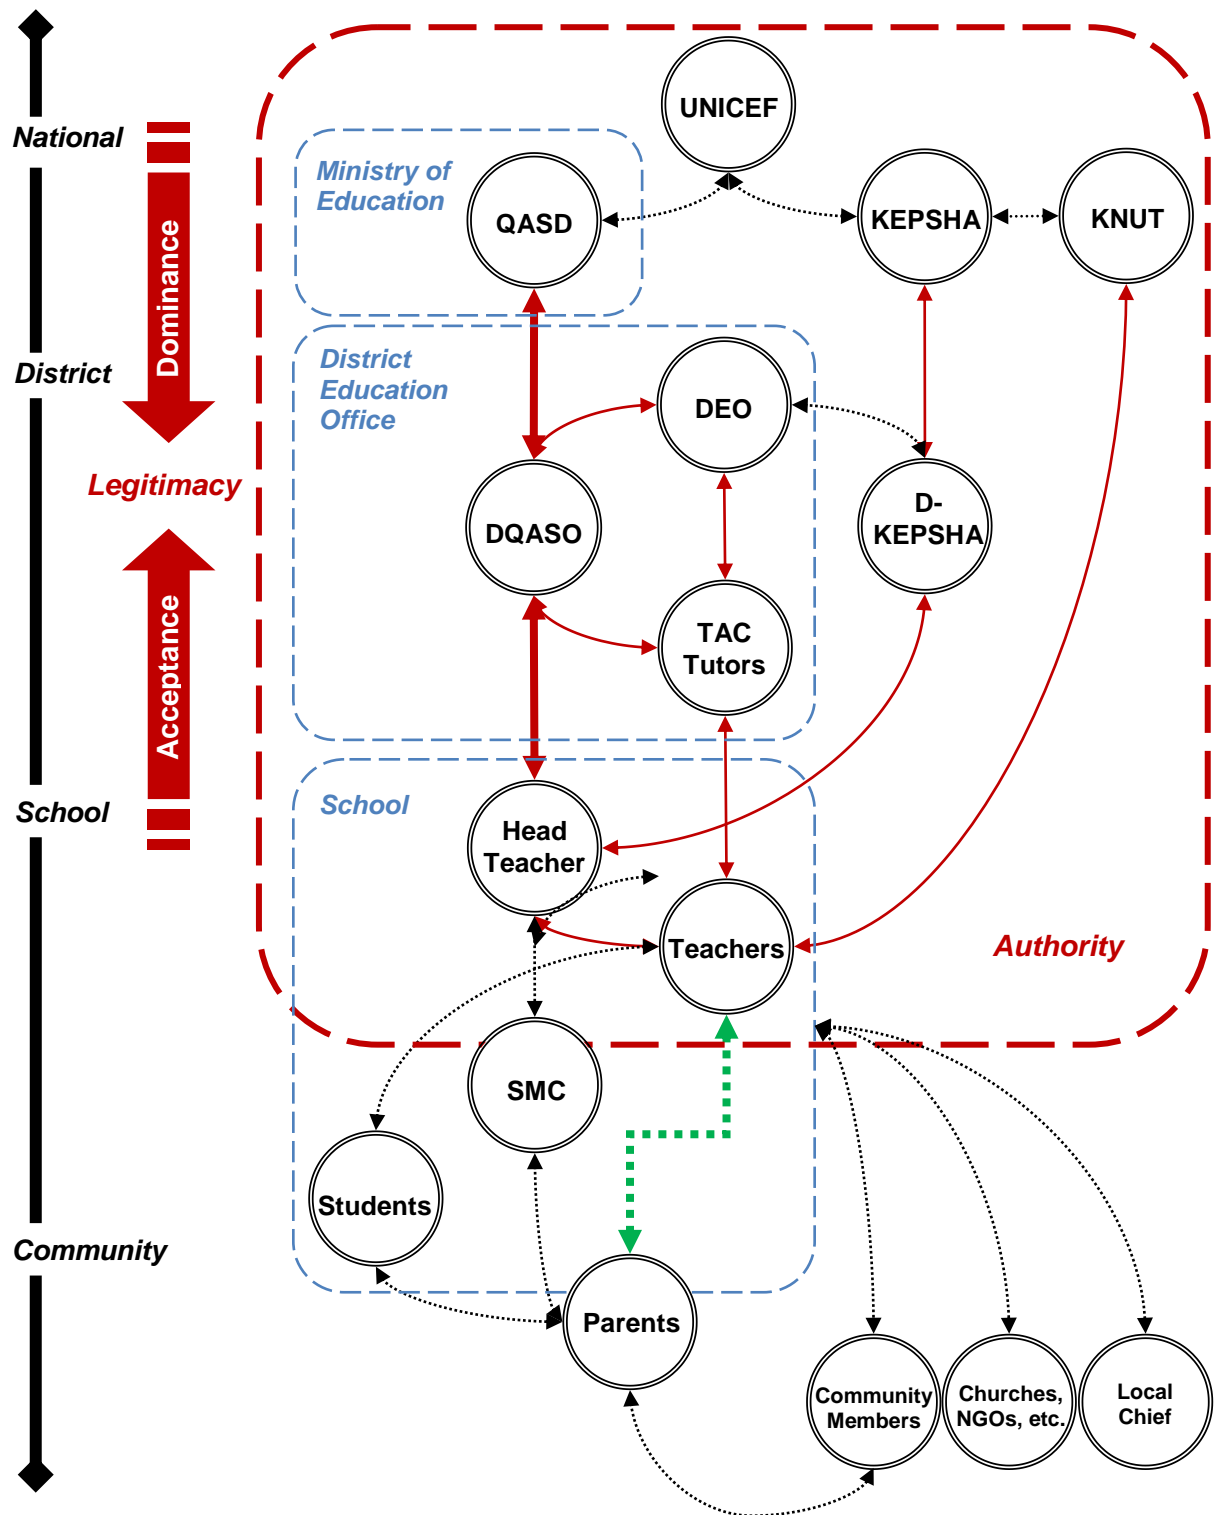 UNICEF
National
Ministry of
Education
QASD
KEPSHA
KNUT
Dominance
District
District
Education
Office
DEO
Legitimacy
DQASO
D-
KEPSHA
TAC
Tutors
Acceptance
School
School
Head
Teacher
Teachers
Authority
SMC
Students
Community
Parents
Community
Members
Churches,
NGOs, etc.
Local
Chief